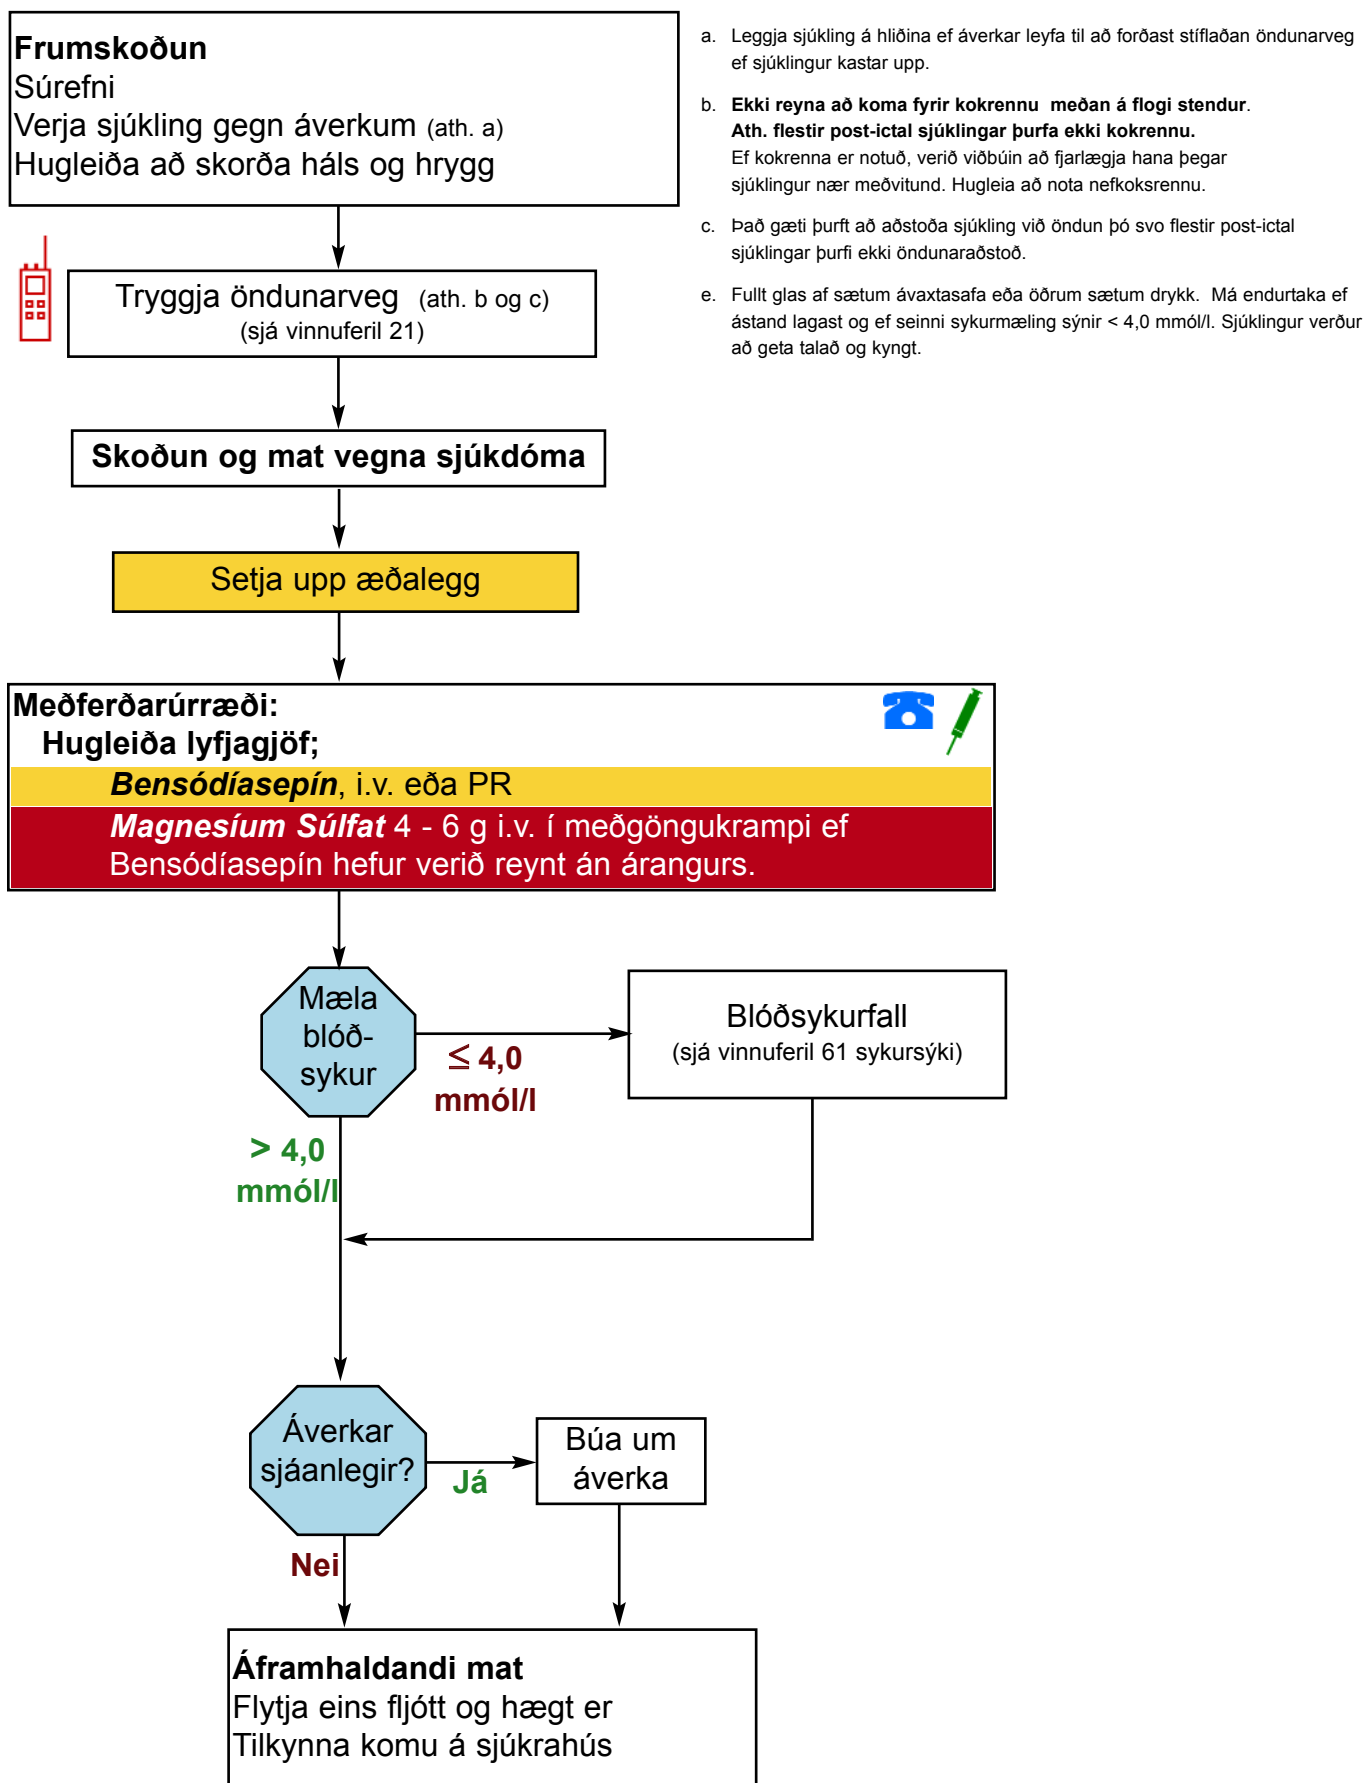 Frumskoðun
Súrefni
Verja sjúkling gegn áverkum (ath. a)
Hugleiða að skorða háls og hrygg
a. Leggja sjúkling á hliðina ef áverkar leyfa til að forðast stíflaðan öndunarveg
ef sjúklingur kastar upp.
b. Ekki reyna að koma fyrir kokrennu meðan á flogi stendur.
Ath. flestir post-ictal sjúklingar þurfa ekki kokrennu.
Ef kokrenna er notuð, verið viðbúin að fjarlægja hana þegar
sjúklingur nær meðvitund. Hugleia að nota nefkoksrennu.
c. Það gæti þurft að aðstoða sjúkling við öndun þó svo flestir post-ictal
sjúklingar þurfi ekki öndunaraðstoð.
e. Fullt glas af sætum ávaxtasafa eða öðrum sætum drykk. Má endurtaka ef
ástand lagast og ef seinni sykurmæling sýnir < 4,0 mmól/l. Sjúklingur verður
að geta talað og kyngt.
Tryggja öndunarveg (ath. b og c)
(sjá vinnuferil 21)
Skoðun og mat vegna sjúkdóma
Setja upp æðalegg
Meðferðarúrræði:
Hugleiða lyfjagjöf;
Bensódíasepín, i.v. eða PR
Magnesíum Súlfat 4 - 6 g i.v. í meðgöngukrampi ef
Bensódíasepín hefur verið reynt án árangurs.
Mæla
blóð-
sykur
≤ 4,0
mmól/l
Blóðsykurfall
(sjá vinnuferil 61 sykursýki)
> 4,0
mmól/l
Áverkar
sjáanlegir?
Já
Búa um
áverka
Nei
Áframhaldandi mat
Flytja eins fljótt og hægt er
Tilkynna komu á sjúkrahús